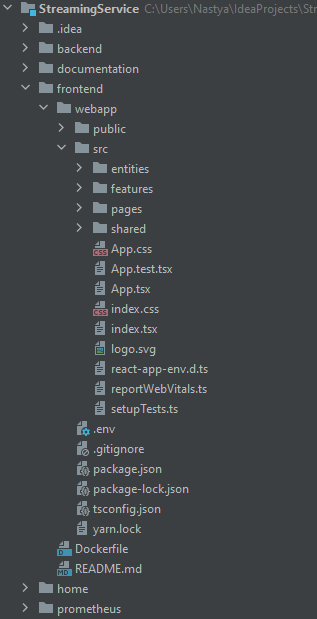 StreamingService C:\Users\Nastya\IdeaProjects\Str
.idea
backend
documentation
frontend
webapp
public
src
entities
features
pages
shared
App.css
App.test.tsx
App.tsx
index.css
index.tsx
logo.svg
react-app-env.d.ts
reportWebVitals.ts
setupTests.ts
.env
.gitignore
package.json
package-lock.json
tsconfig.json
yarn.lock
Dockerfile
README.md
home
prometheus